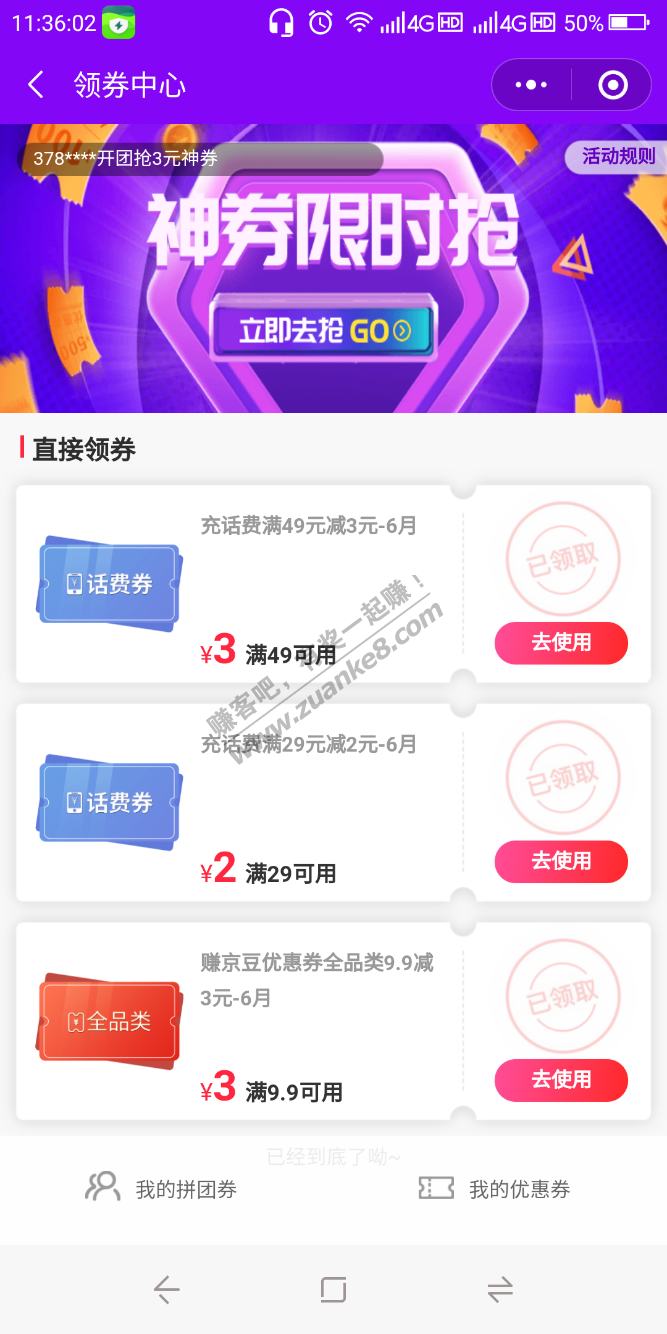 11:36:02 4G HD 4G HD 50%
领券中心
378****开团抢3元神券
活动规则
神券限时抢
立即去抢 GO
直接领券
充话费满49元减3元-6月
已领取
话费券
去使用
¥3 满49可用
赚客吧，有奖一起赚！
www.zuanke8.com
充话费满29元减2元-6月
已领取
话费券
去使用
¥2 满29可用
赚京豆优惠券全品类9.9减
3元-6月
已领取
全品类
去使用
¥3 满9.9可用
已经到底了呦~
我的拼团券
我的优惠券